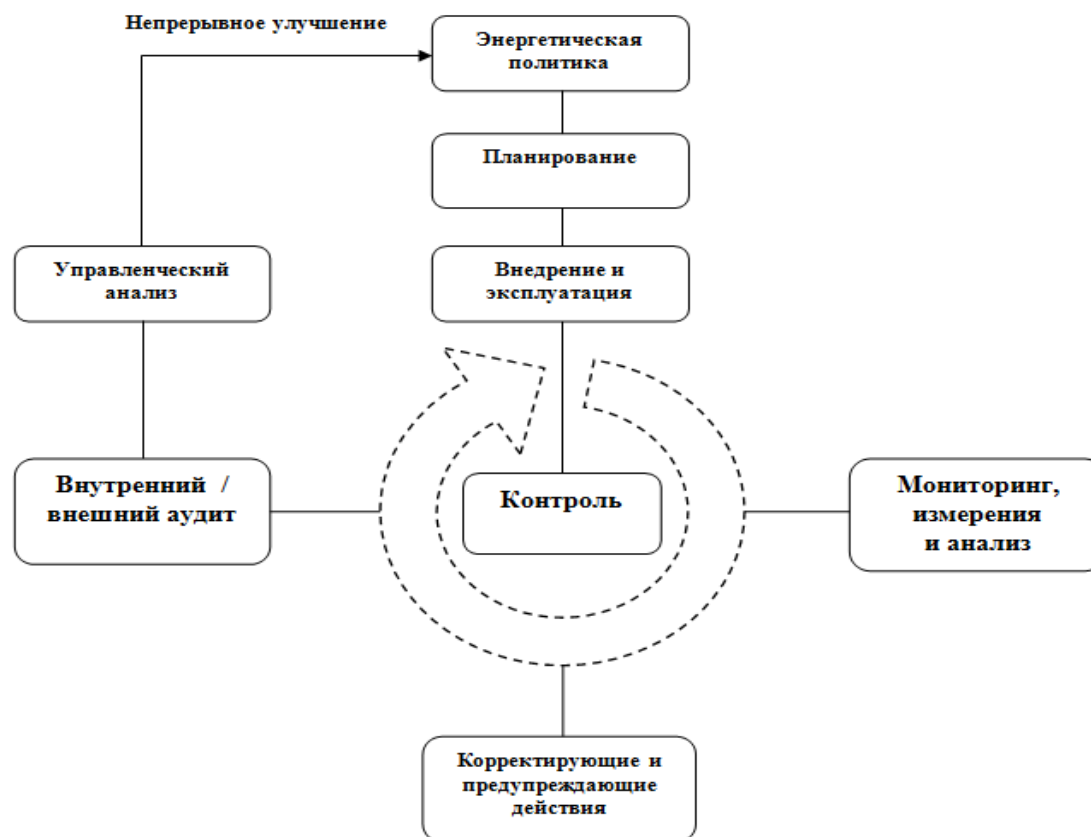 Непрерывное улучшение
Энергетическая
политика
Планирование
Управленческий
анализ
Внедрение и
эксплуатация
Внутренний /
внешний аудит
Контроль
Мониторинг,
измерения
и анализ
Корректирующие и
предупреждающие
действия